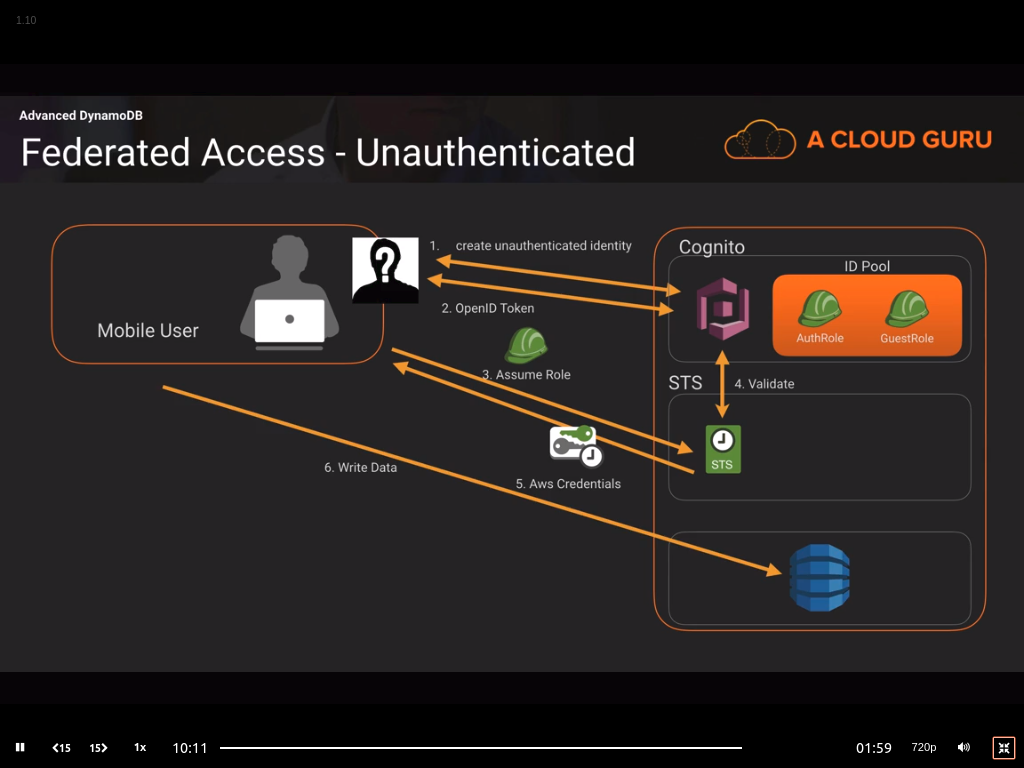 1.10
Advanced DynamoDB
Federated Access - Unauthenticated
A CLOUD GURU
1. create unauthenticated identity
Cognito
ID Pool
2. OpenID Token
Mobile User
AuthRole
GuestRole
3. Assume Role
STS
4. Validate
STS
6. Write Data
5. Aws Credentials
15
15
1x
10:11
01:59
720p